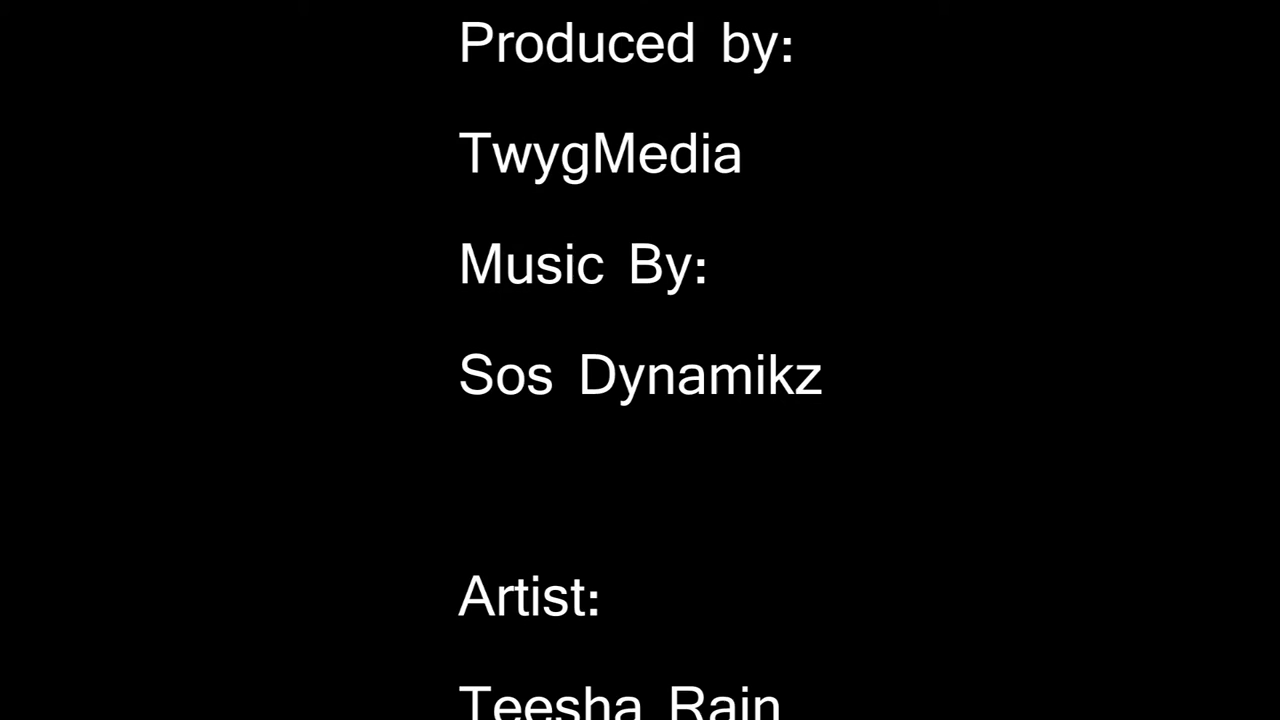 Produced by:
TwygMedia
Music By:
Sos Dynamikz
Artist:
Teesha Rain